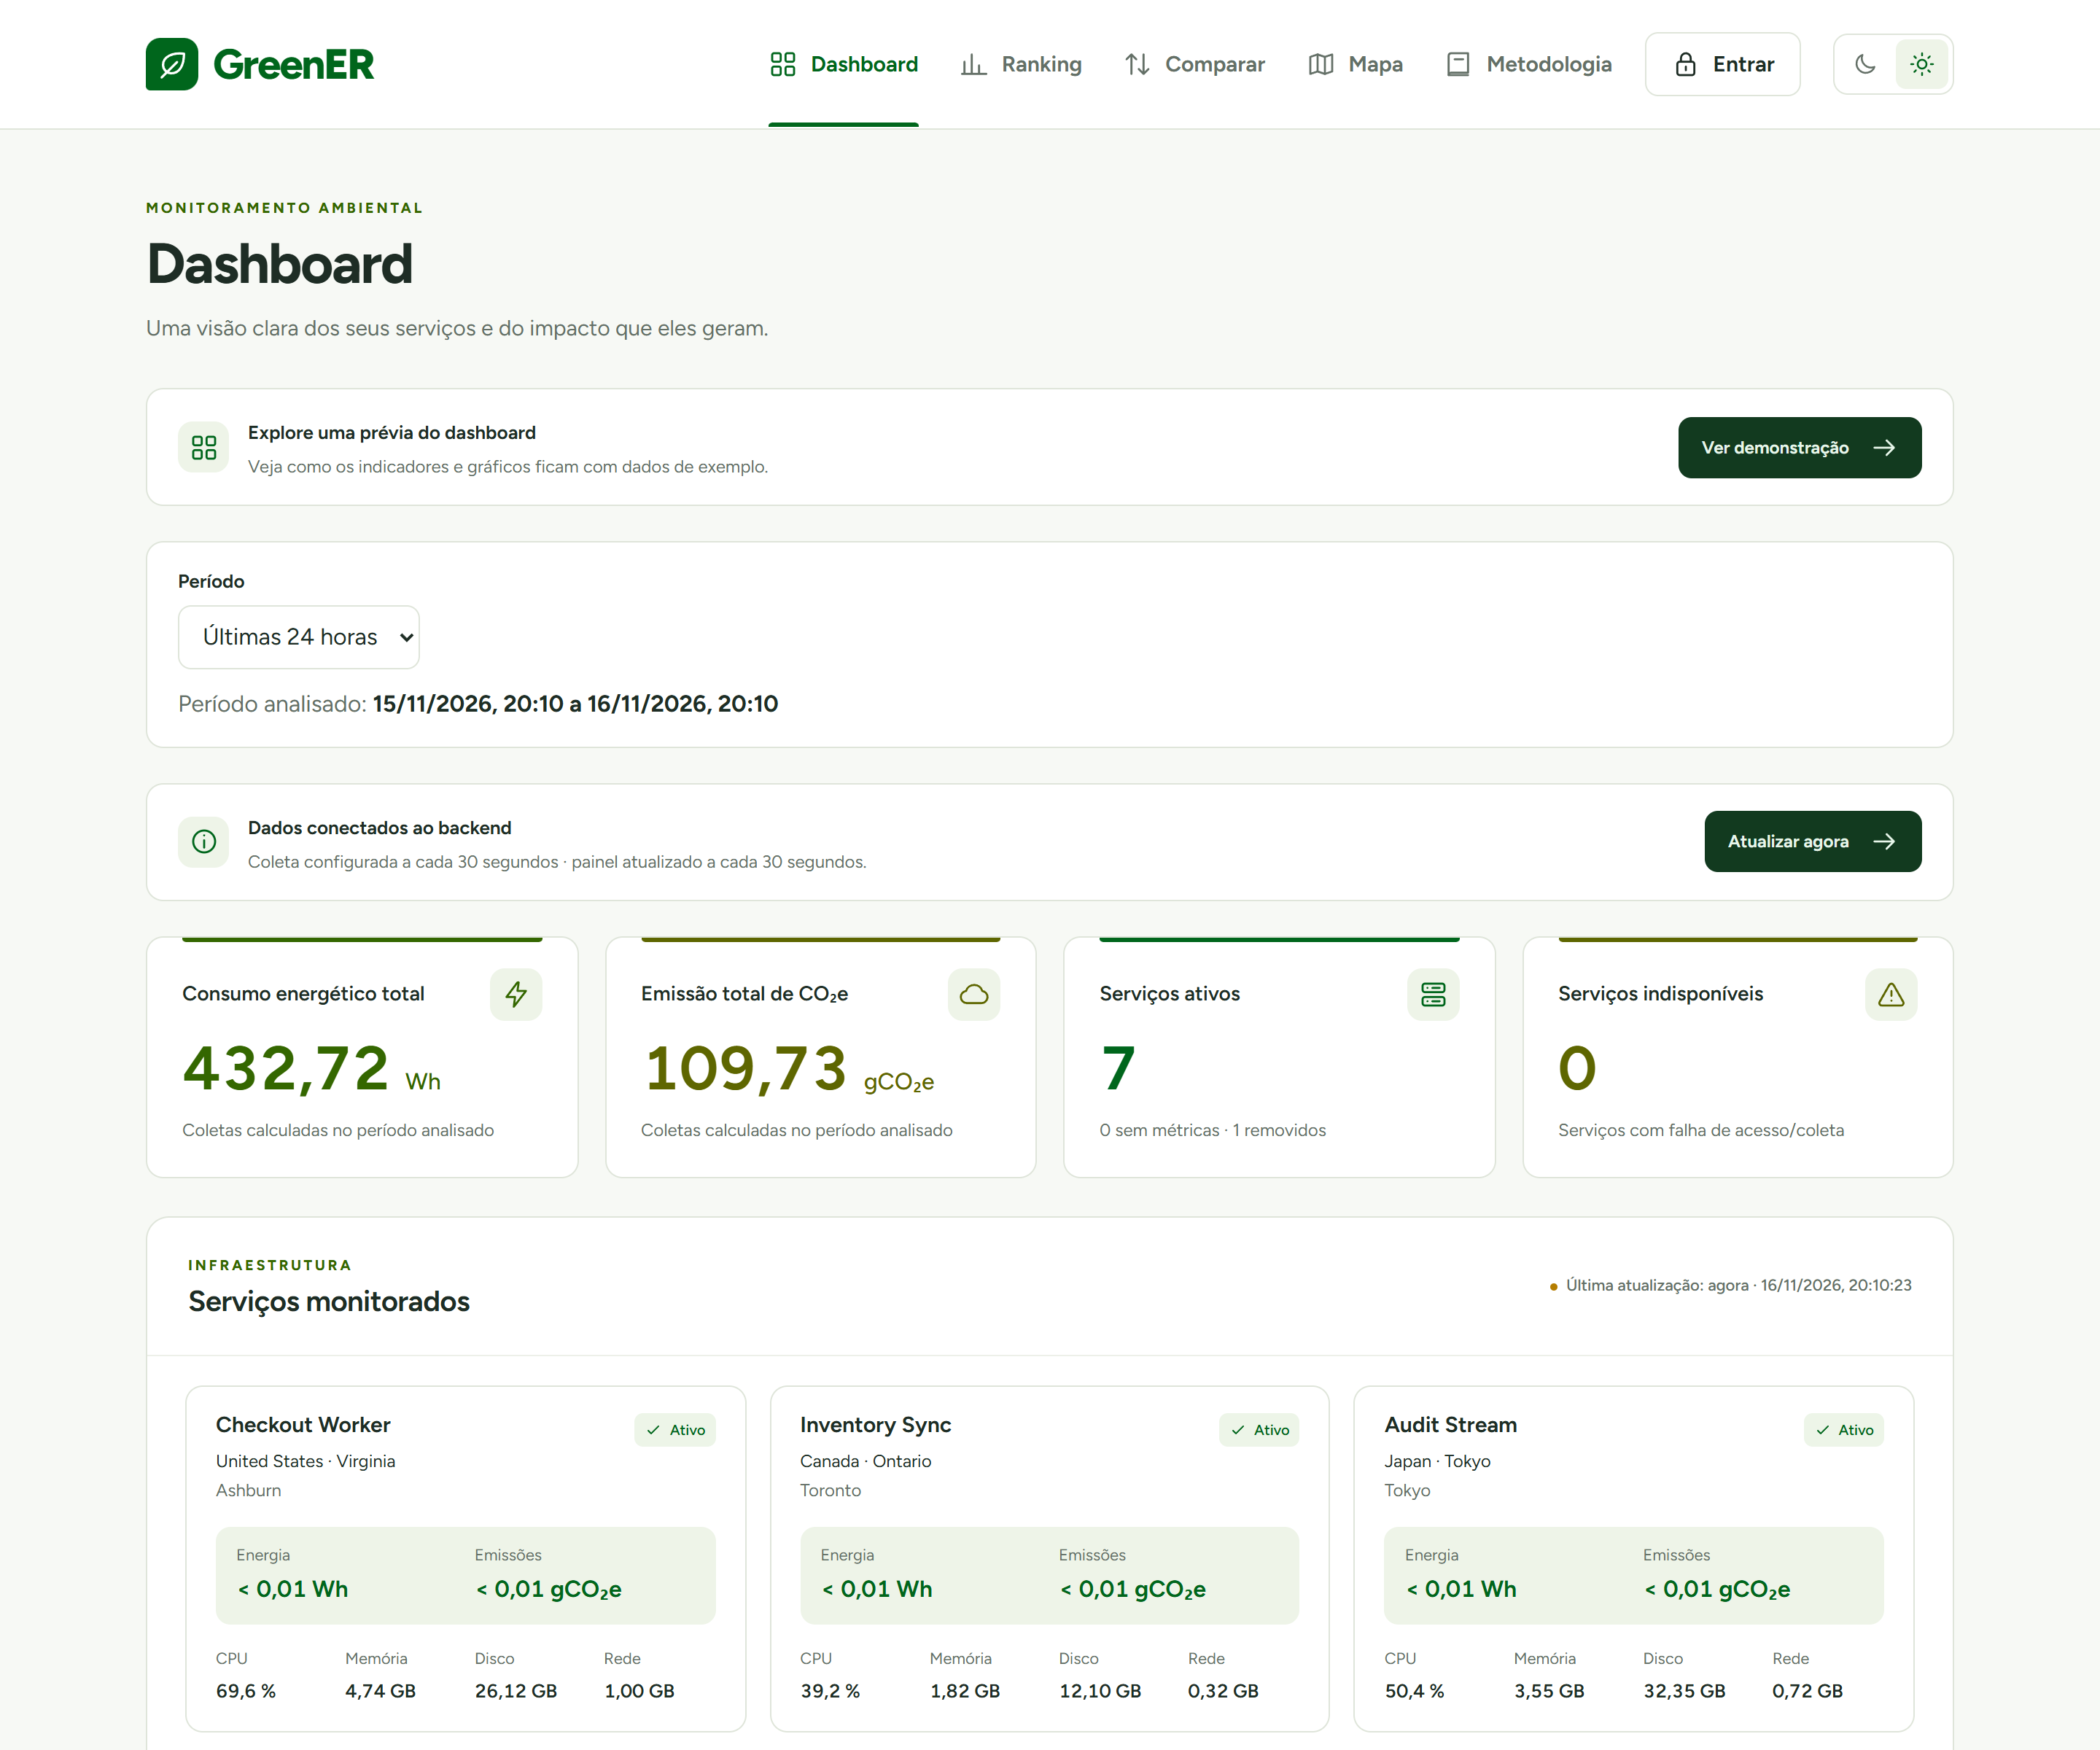 GreenER
Dashboard
Ranking
Comparar
Mapa
Metodologia
Entrar
MONITORAMENTO AMBIENTAL
Dashboard
Uma visão clara dos seus serviços e do impacto que eles geram.
Explore uma prévia do dashboard
Veja como os indicadores e gráficos ficam com dados de exemplo.
Ver demonstração
Período
Últimas 24 horas
Período analisado: 15/11/2026, 20:10 a 16/11/2026, 20:10
Dados conectados ao backend
Coleta configurada a cada 30 segundos · painel atualizado a cada 30 segundos.
Atualizar agora
Consumo energético total
432,72 Wh
Coletas calculadas no período analisado
Emissão total de CO₂e
109,73 gCO₂e
Coletas calculadas no período analisado
Serviços ativos
7
0 sem métricas · 1 removidos
Serviços indisponíveis
0
Serviços com falha de acesso/coleta
INFRAESTRUTURA
Serviços monitorados
Última atualização: agora · 16/11/2026, 20:10:23
Checkout Worker
Ativo
United States · Virginia
Ashburn
Energia
< 0,01 Wh
Emissões
< 0,01 gCO₂e
CPU
69,6 %
Memória
4,74 GB
Disco
26,12 GB
Rede
1,00 GB
Inventory Sync
Ativo
Canada · Ontario
Toronto
Energia
< 0,01 Wh
Emissões
< 0,01 gCO₂e
CPU
39,2 %
Memória
1,82 GB
Disco
12,10 GB
Rede
0,32 GB
Audit Stream
Ativo
Japan · Tokyo
Tokyo
Energia
< 0,01 Wh
Emissões
< 0,01 gCO₂e
CPU
50,4 %
Memória
3,55 GB
Disco
32,35 GB
Rede
0,72 GB